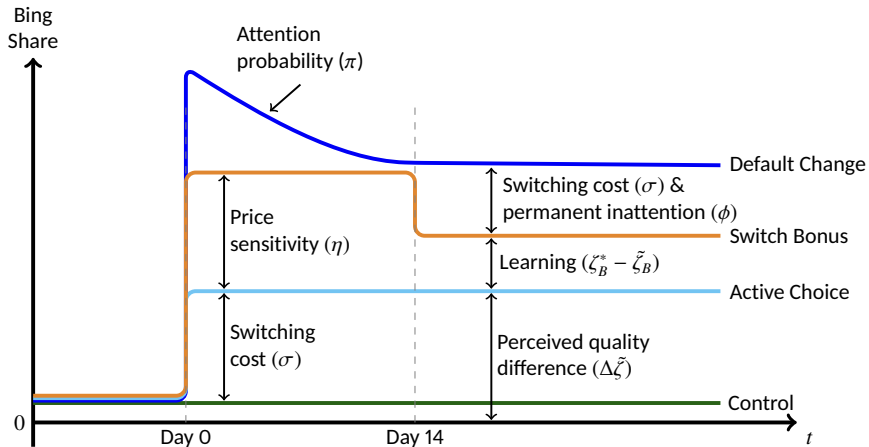 Bing
Share
Attention
probability (π)
Default Change
Switching cost (σ) &
permanent inattention (ϕ)
Price
sensitivity (η)
Switch Bonus
Learning (ζ*_B − ζ̃_B)
Active Choice
Switching
cost (σ)
Perceived quality
difference (Δζ̃)
Control
0
Day 0
Day 14
t